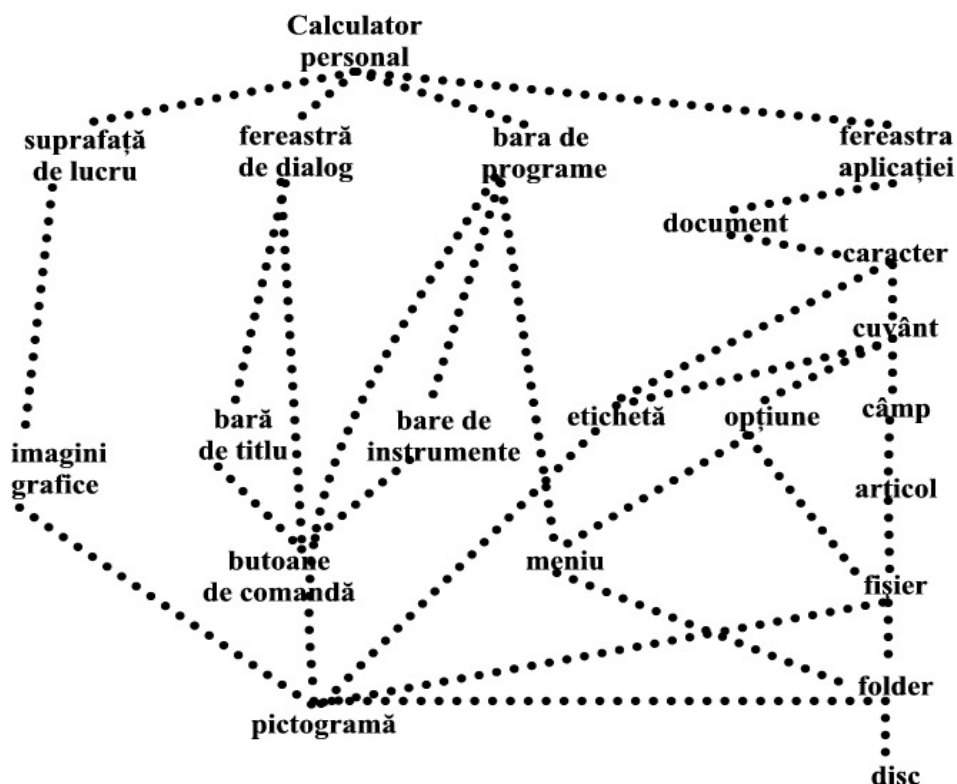 Calculator
personal
suprafață
de lucru
fereastră
de dialog
bara de
programe
fereastra
aplicației
document
caracter
cuvânt
bară
de titlu
bare de
instrumente
etichetă
opțiune
câmp
imagini
grafice
articol
butoane
de comandă
meniu
fișier
folder
pictogramă
disc